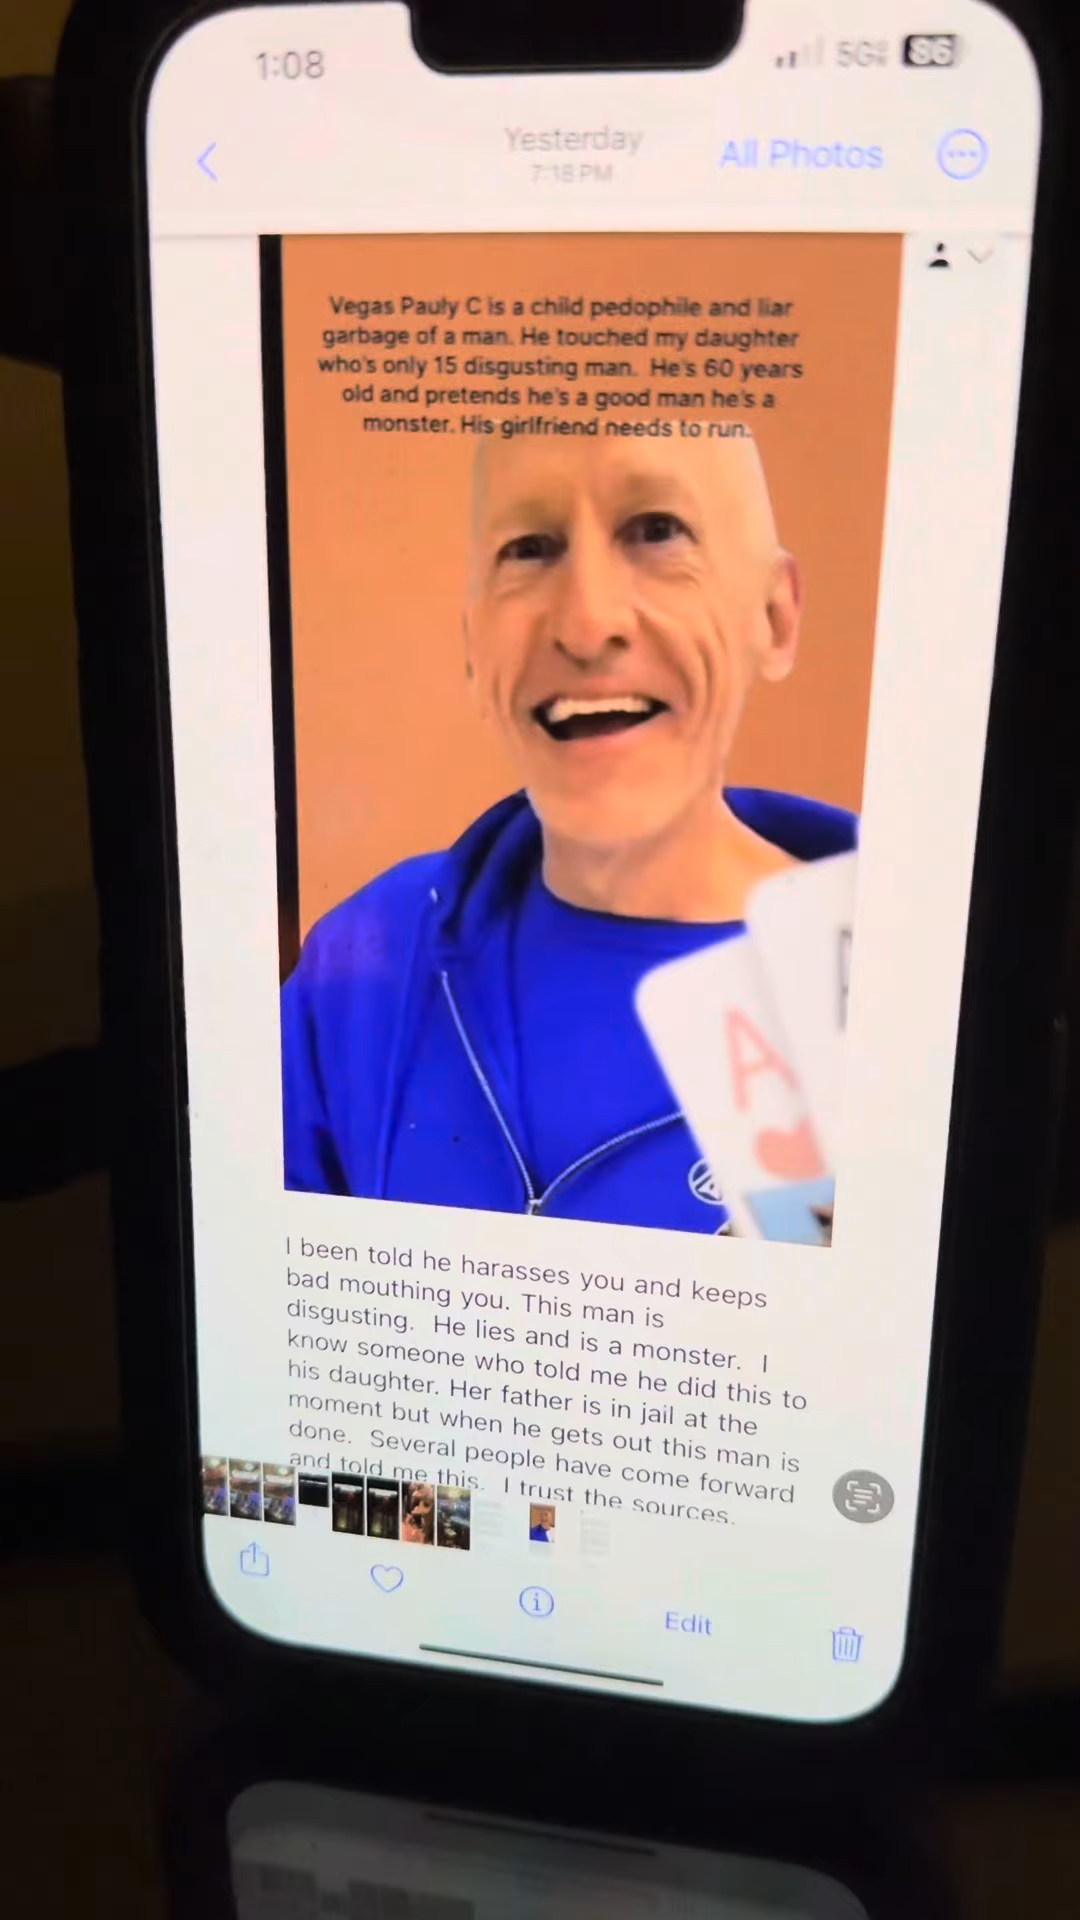 1:08
5G 86
Yesterday
7:18 PM
All Photos
Vegas Pauly C is a child pedophile and liar
garbage of a man. He touched my daughter
who's only 15 disgusting man. He's 60 years
old and pretends he's a good man he's a
monster. His girlfriend needs to run.
A
I been told he harasses you and keeps
bad mouthing you. This man is
disgusting. He lies and is a monster. I
know someone who told me he did this to
his daughter. Her father is in jail at the
moment but when he gets out this man is
done. Several people have come forward
and told me this. I trust the sources.
Edit